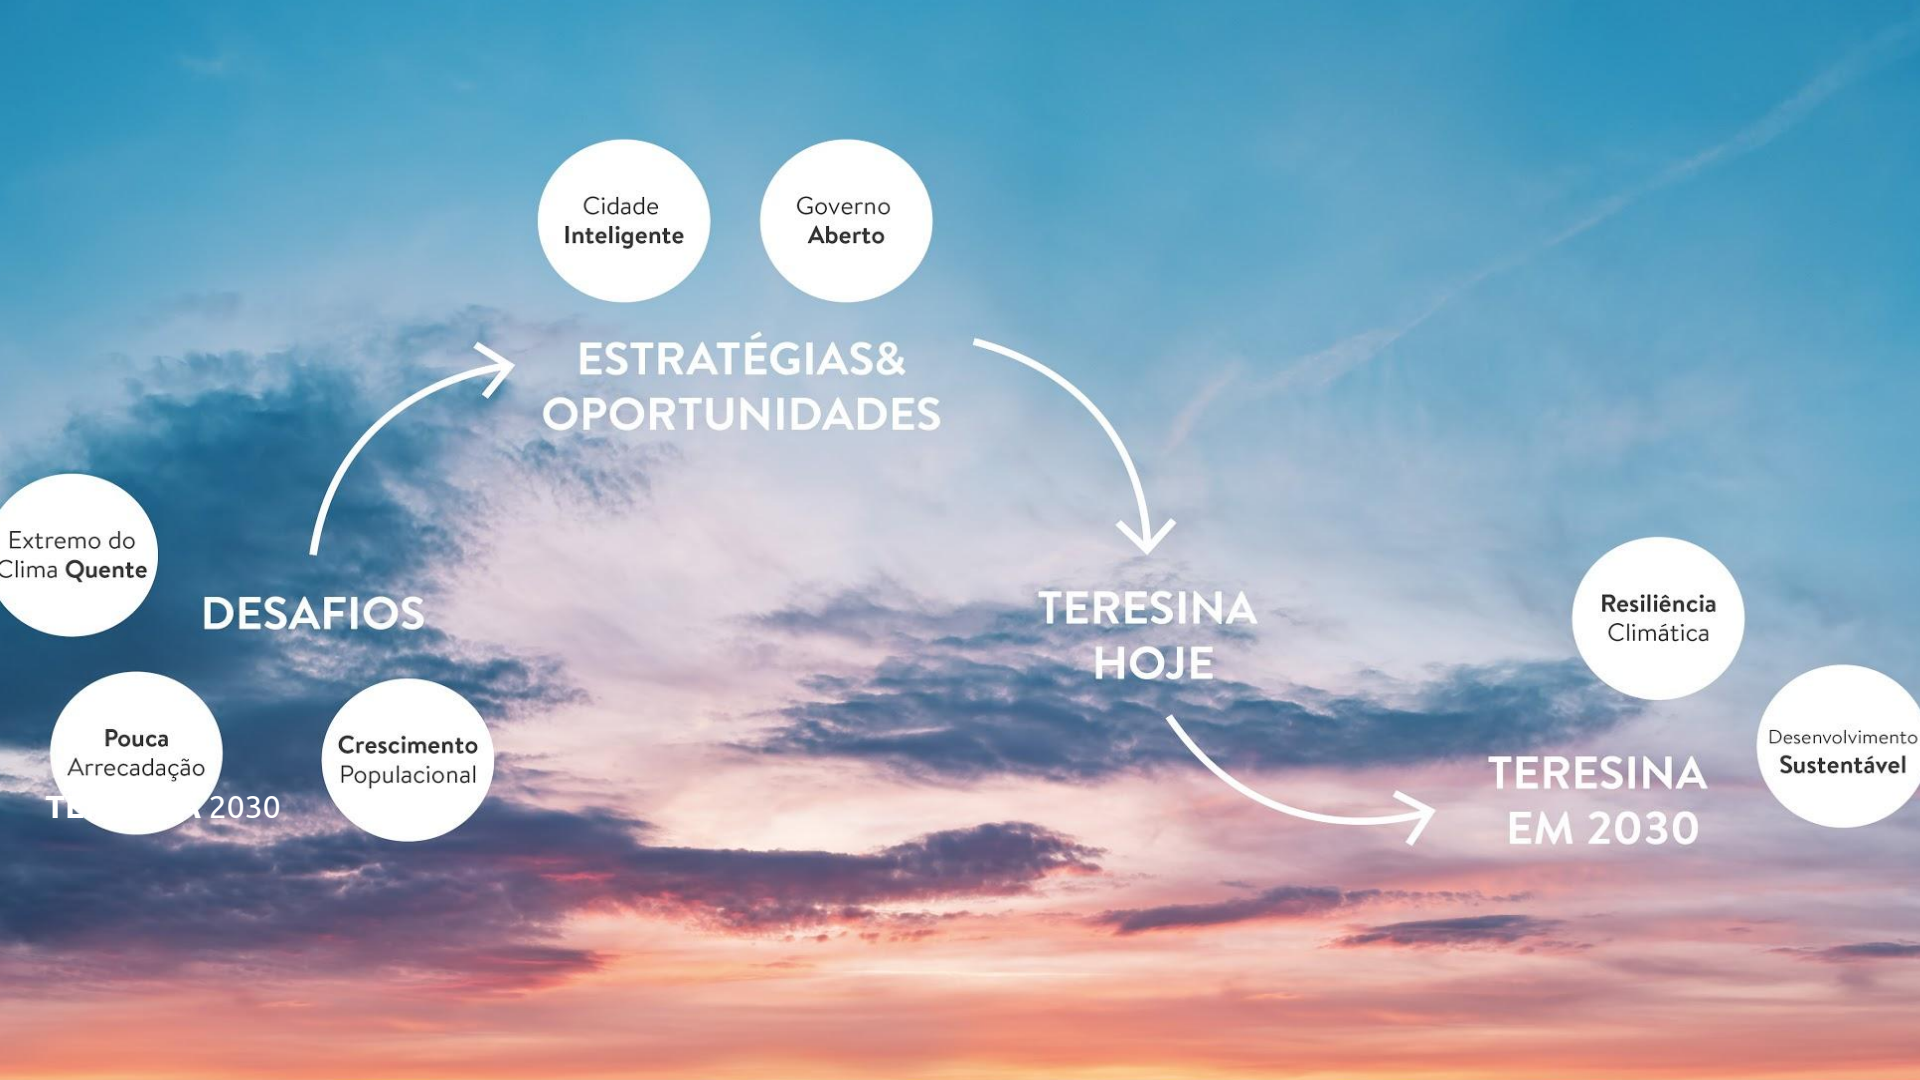 Cidade
Inteligente
Governo
Aberto
ESTRATÉGIAS&
OPORTUNIDADES
Extremo do
Clima Quente
DESAFIOS
Pouca
Arrecadação
Crescimento
Populacional
2030
TERESINA
HOJE
Resiliência
Climática
TERESINA
EM 2030
Desenvolvimento
Sustentável